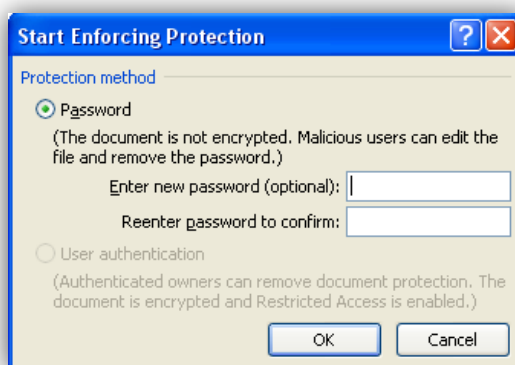 Start Enforcing Protection
Protection method
Password
(The document is not encrypted. Malicious users can edit the
file and remove the password.)
Enter new password (optional):
Reenter password to confirm:
User authentication
(Authenticated owners can remove document protection. The
document is encrypted and Restricted Access is enabled.)
OK Cancel